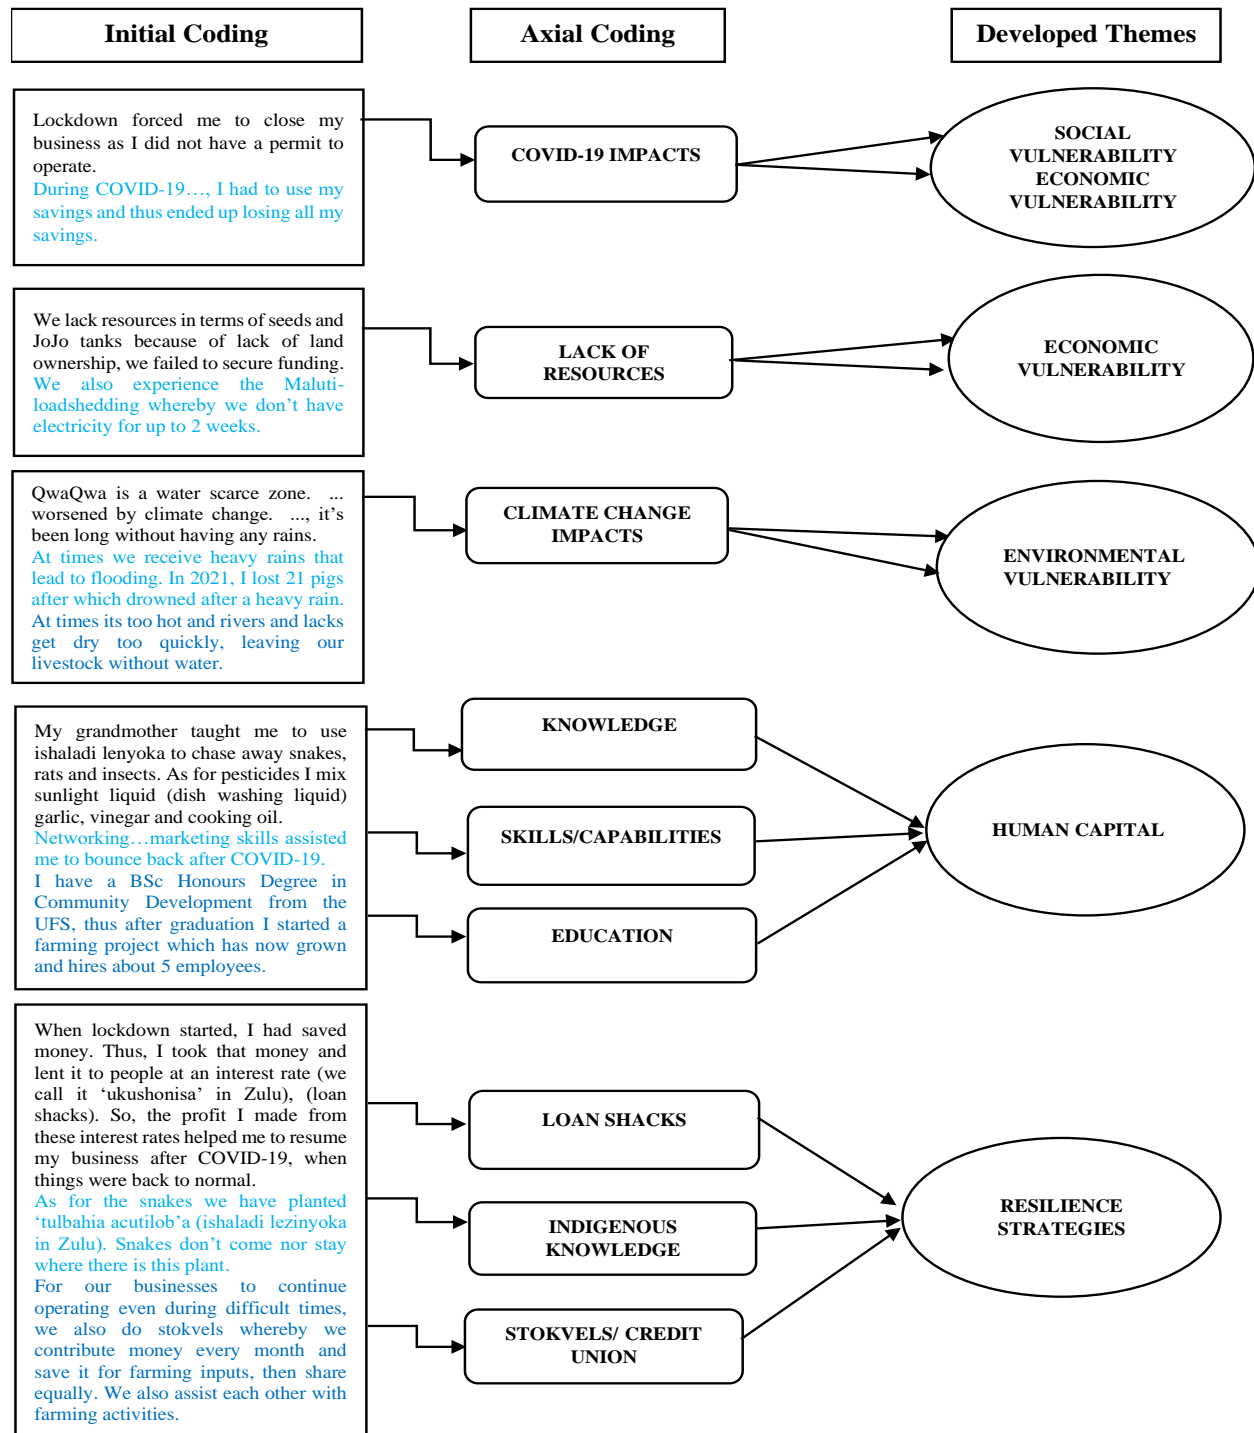 Initial Coding
Axial Coding
Developed Themes
Lockdown forced me to close my
business as I did not have a permit to
operate.
During COVID-19…, I had to use my
savings and thus ended up losing all my
savings.
COVID-19 IMPACTS
SOCIAL
VULNERABILITY
ECONOMIC
VULNERABILITY
We lack resources in terms of seeds and
JoJo tanks because of lack of land
ownership, we failed to secure funding.
We also experience the Maluti-
loadshedding whereby we don’t have
electricity for up to 2 weeks.
LACK OF
RESOURCES
ECONOMIC
VULNERABILITY
QwaQwa is a water scarce zone. ...
worsened by climate change. ..., it’s
been long without having any rains.
At times we receive heavy rains that
lead to flooding. In 2021, I lost 21 pigs
after which drowned after a heavy rain.
At times its too hot and rivers and lacks
get dry too quickly, leaving our
livestock without water.
CLIMATE CHANGE
IMPACTS
ENVIRONMENTAL
VULNERABILITY
My grandmother taught me to use
ishaladi lenyoka to chase away snakes,
rats and insects. As for pesticides I mix
sunlight liquid (dish washing liquid)
garlic, vinegar and cooking oil.
Networking…marketing skills assisted
me to bounce back after COVID-19.
I have a BSc Honours Degree in
Community Development from the
UFS, thus after graduation I started a
farming project which has now grown
and hires about 5 employees.
KNOWLEDGE
SKILLS/CAPABILITIES
EDUCATION
HUMAN CAPITAL
When lockdown started, I had saved
money. Thus, I took that money and
lent it to people at an interest rate (we
call it ‘ukushonisa’ in Zulu), (loan
shacks). So, the profit I made from
these interest rates helped me to resume
my business after COVID-19, when
things were back to normal.
As for the snakes we have planted
‘tulbahia acutilob’a (ishaladi lezinyoka
in Zulu). Snakes don’t come nor stay
where there is this plant.
For our businesses to continue
operating even during difficult times,
we also do stokvels whereby we
contribute money every month and
save it for farming inputs, then share
equally. We also assist each other with
farming activities.
LOAN SHACKS
INDIGENOUS
KNOWLEDGE
STOKVELS/ CREDIT
UNION
RESILIENCE
STRATEGIES